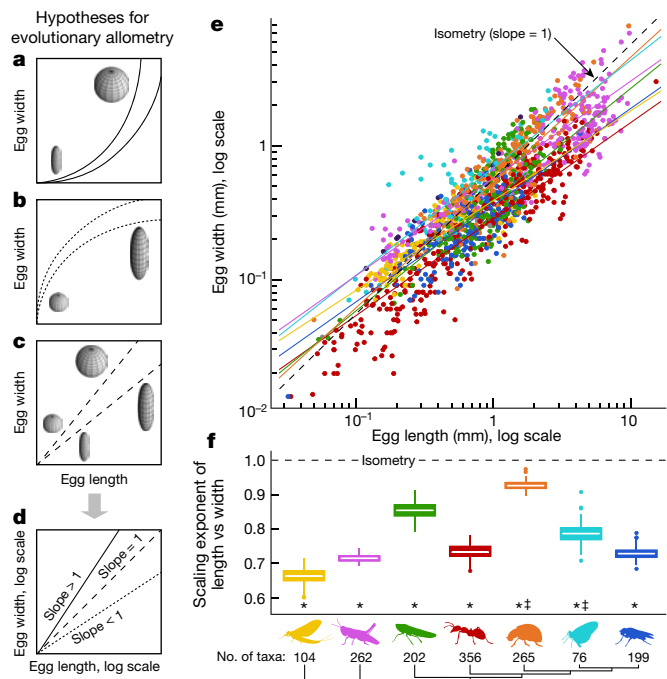 Hypotheses for
evolutionary allometry
a
Egg width
b
Egg width
c
Egg width
Egg length
d
Egg width, log scale
Slope > 1
Slope = 1
Slope < 1
Egg length, log scale
e
Isometry (slope = 1)
Egg width (mm), log scale
1
10⁻¹
10⁻²
10⁻¹
1
10
Egg length (mm), log scale
f
Scaling exponent of
length vs width
1.0
0.9
0.8
0.7
0.6
Isometry
* * * * *‡ *‡ *
No. of taxa: 104 262 202 356 265 76 199